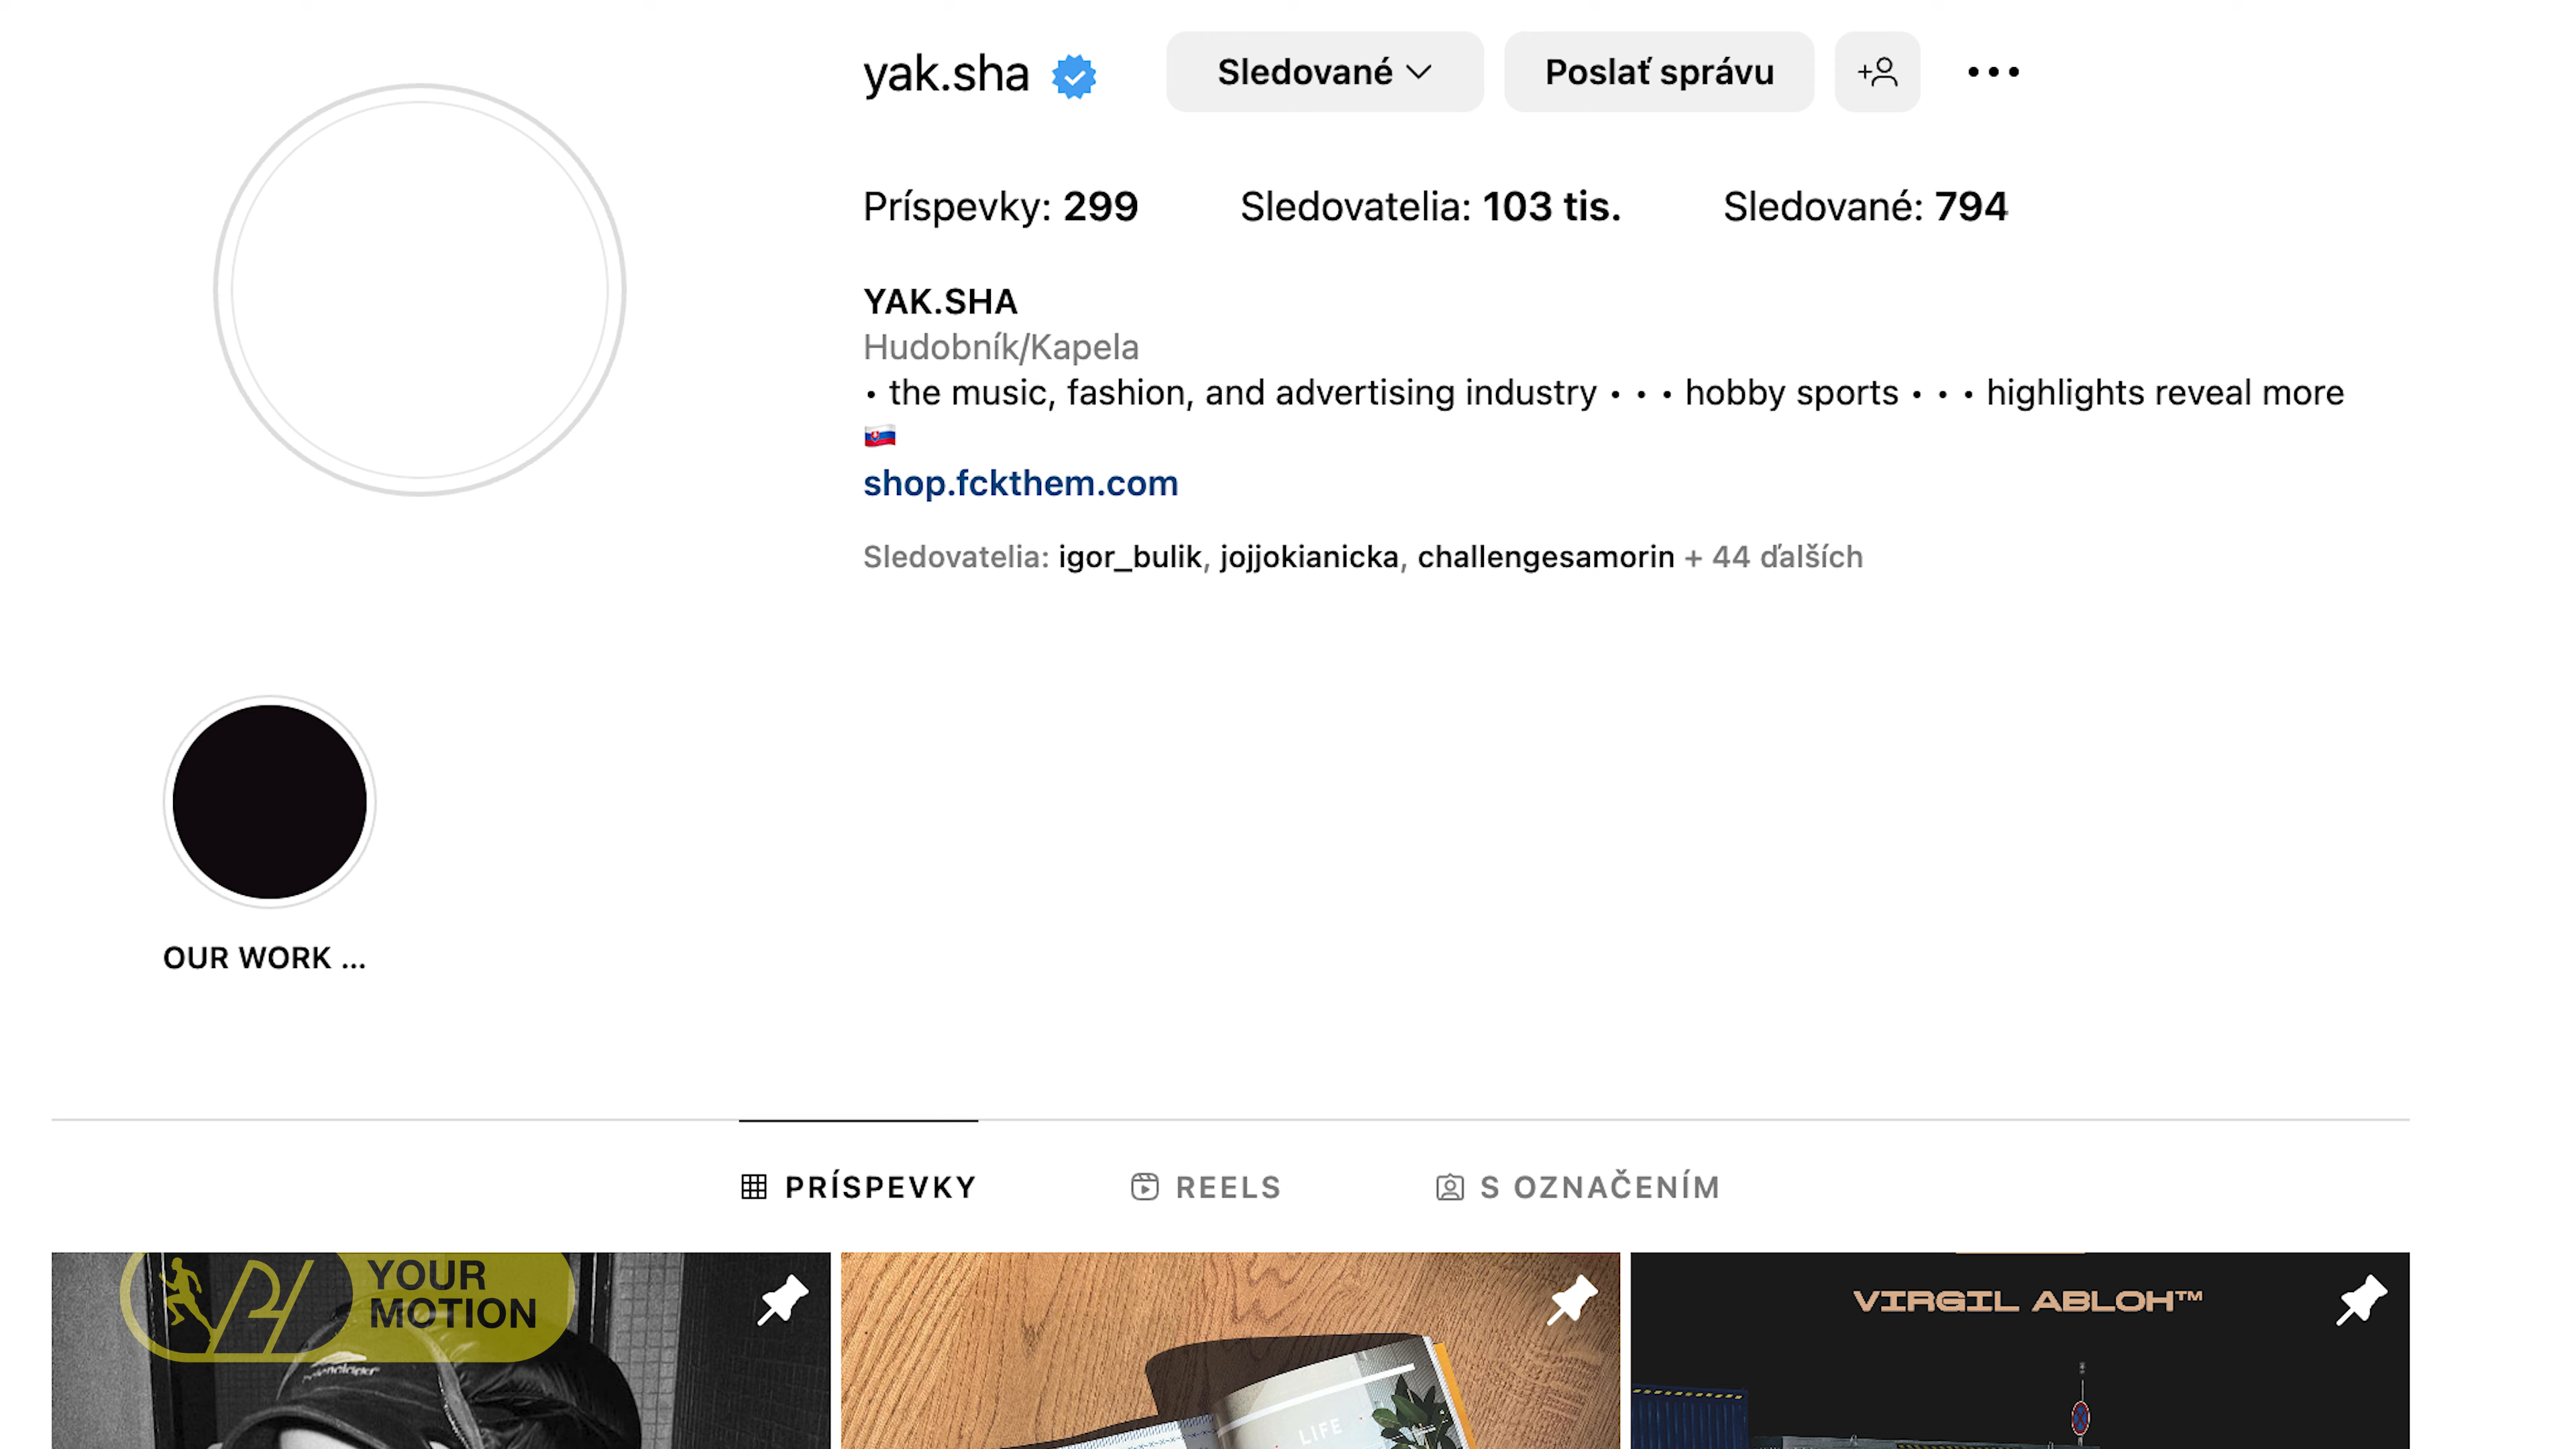 yak.sha
Sledované
Poslať správu
Príspevky: 299
Sledovatelia: 103 tis.
Sledované: 794
YAK.SHA
Hudobník/Kapela
• the music, fashion, and advertising industry • • • hobby sports • • • highlights reveal more
shop.fckthem.com
Sledovatelia: igor_bulik, jojjokianicka, challengesamorin + 44 ďalších
OUR WORK ...
PRÍSPEVKY
REELS
S OZNAČENÍM
YOUR
MOTION
VIRGIL ABLOH™
LIFE